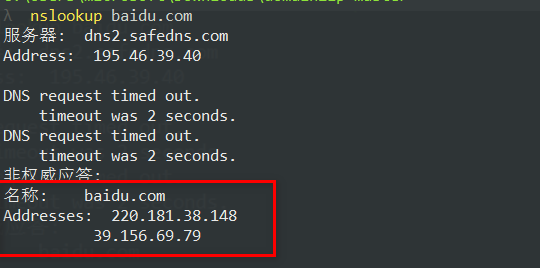 λ nslookup baidu.com
服务器: dns2.safedns.com
Address: 195.46.39.40
DNS request timed out.
timeout was 2 seconds.
DNS request timed out.
timeout was 2 seconds.
非权威应答:
名称: baidu.com
Addresses: 220.181.38.148
39.156.69.79